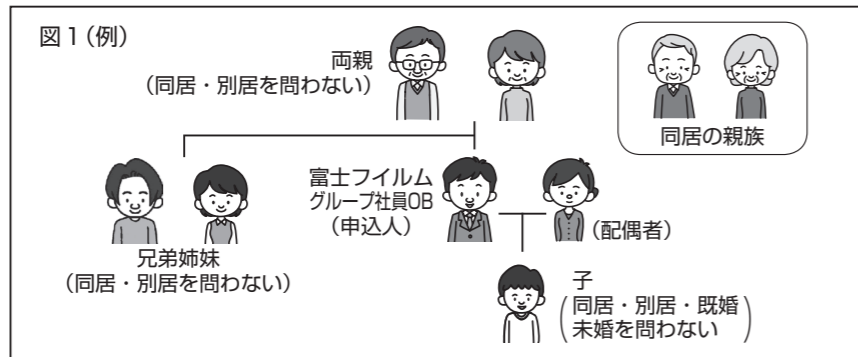 図1(例)
両親
(同居・別居を問わない)
同居の親族
富士フイルム
グループ社員OB
(申込人)
(配偶者)
兄弟姉妹
(同居・別居を問わない)
子
(同居・別居・既婚
未婚を問わない)